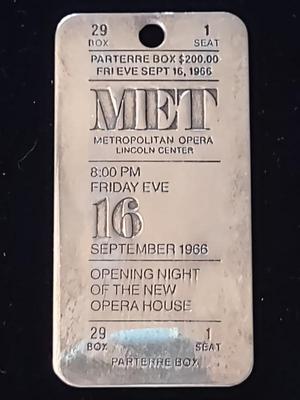 29 1
BOX SEAT
PARTERRE BOX $200.00
FRI EVE SEPT 16, 1966
MET
METROPOLITAN OPERA
LINCOLN CENTER
8:00 PM
FRIDAY EVE
16
SEPTEMBER 1966
OPENING NIGHT
OF THE NEW
OPERA HOUSE
29 1
BOX SEAT
PARTERRE BOX